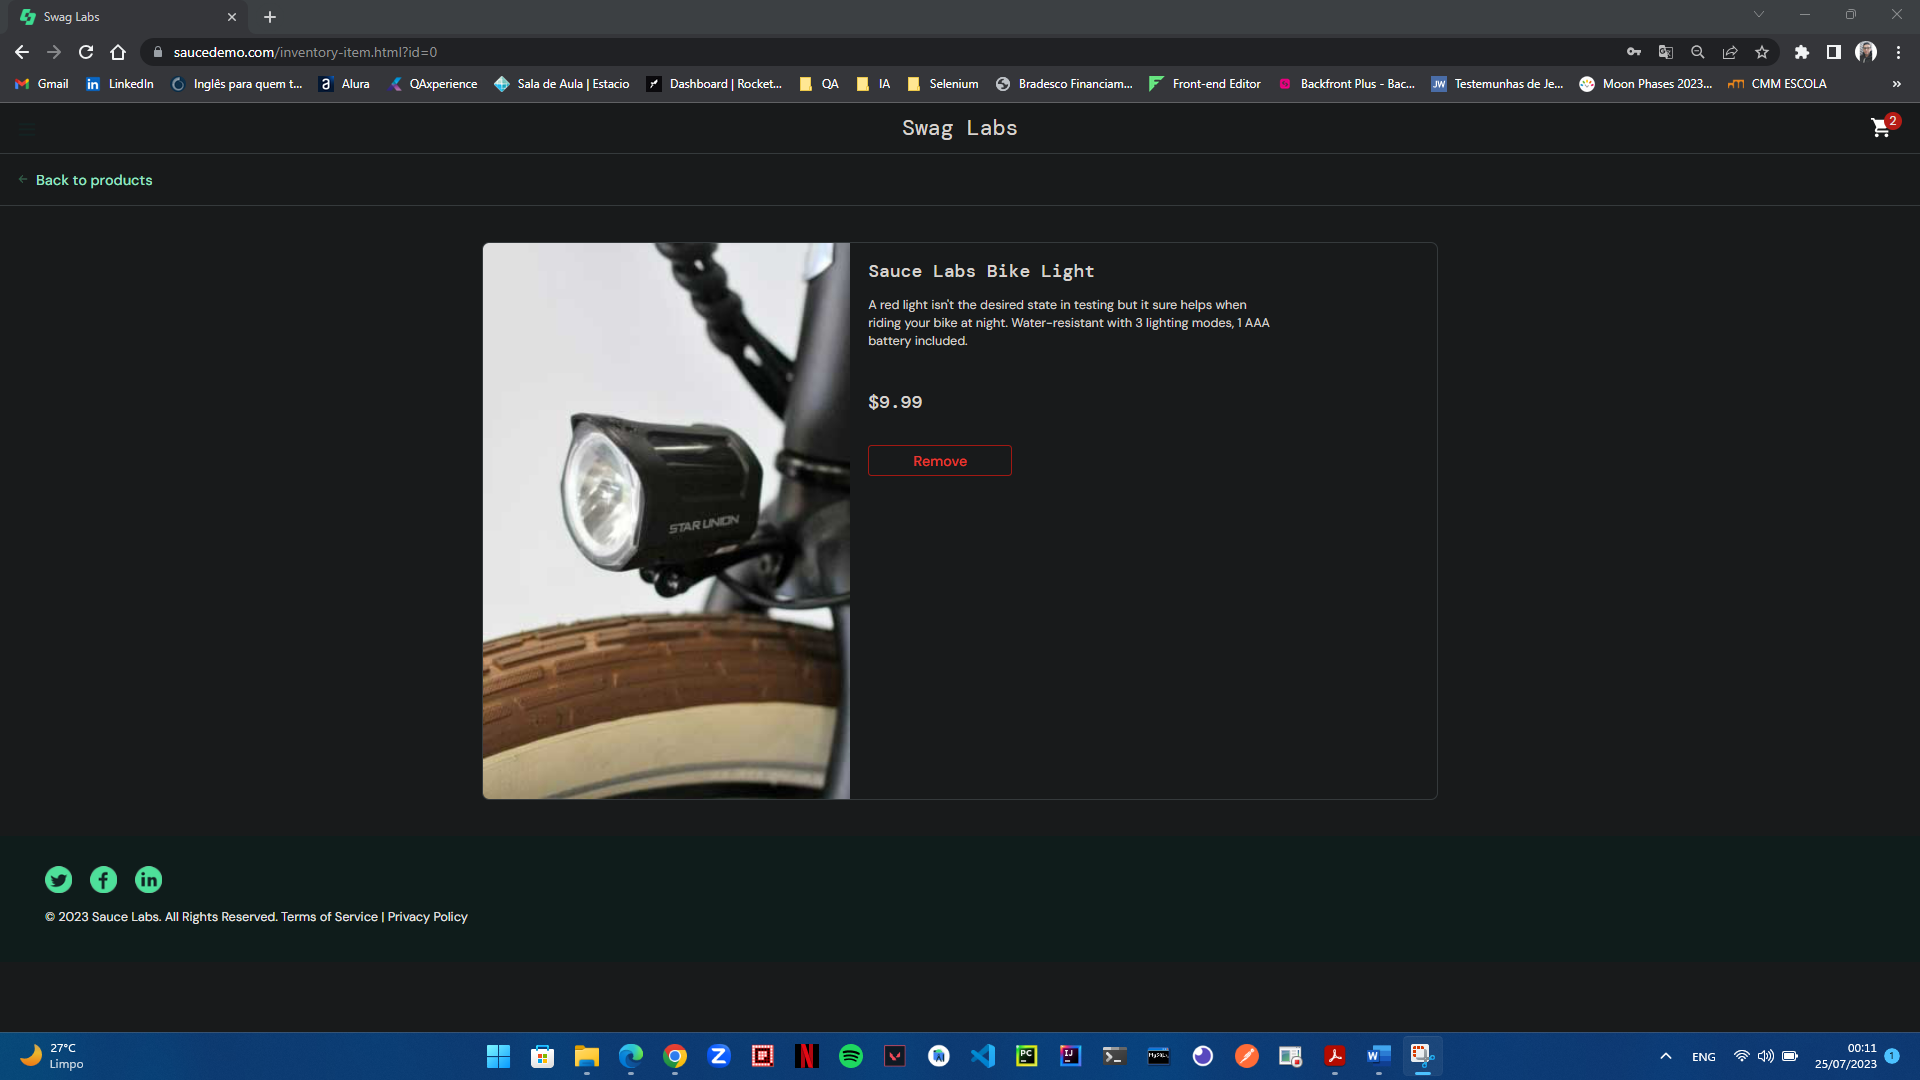 Swag Labs
saucedemo.com/inventory-item.html?id=0
Gmail
LinkedIn
Inglês para quem t...
Alura
QAxperience
Sala de Aula | Estacio
Dashboard | Rocket...
QA
IA
Selenium
Bradesco Financiam...
Front-end Editor
Backfront Plus - Bac...
JW
Testemunhas de Je...
Moon Phases 2023...
CMM ESCOLA
»
Swag Labs
2
Back to products
Sauce Labs Bike Light
A red light isn't the desired state in testing but it sure helps when
riding your bike at night. Water-resistant with 3 lighting modes, 1 AAA
battery included.
$9.99
Remove
STAR UNION
© 2023 Sauce Labs. All Rights Reserved. Terms of Service | Privacy Policy
27°C
Limpo
PC
IJ
MySQL
ENG
00:11
25/07/2023
1